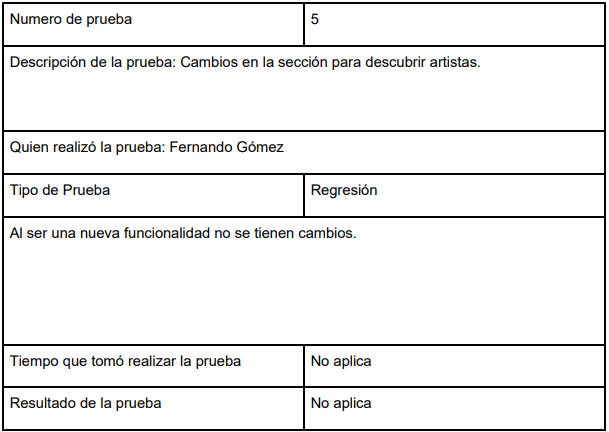 Numero de prueba 5
Descripción de la prueba: Cambios en la sección para descubrir artistas.
Quien realizó la prueba: Fernando Gómez
Tipo de Prueba Regresión
Al ser una nueva funcionalidad no se tienen cambios.
Tiempo que tomó realizar la prueba No aplica
Resultado de la prueba No aplica